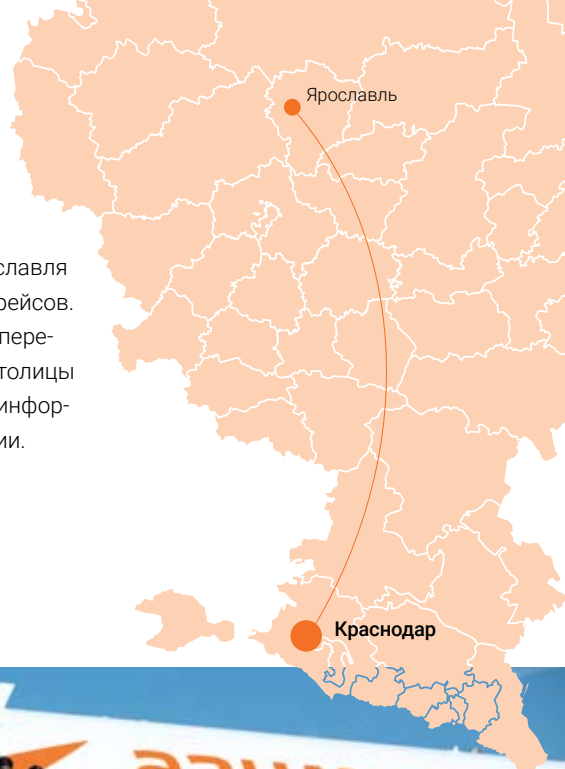 Ярославль
славля
рейсов.
пере-
толицы
инфор-
ии.
Краснодар